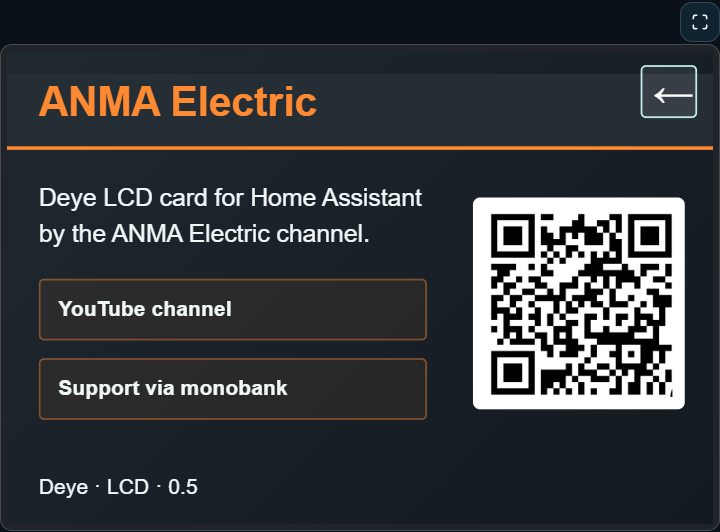 ANMA Electric
Deye LCD card for Home Assistant
by the ANMA Electric channel.
YouTube channel
Support via monobank
Deye · LCD · 0.5